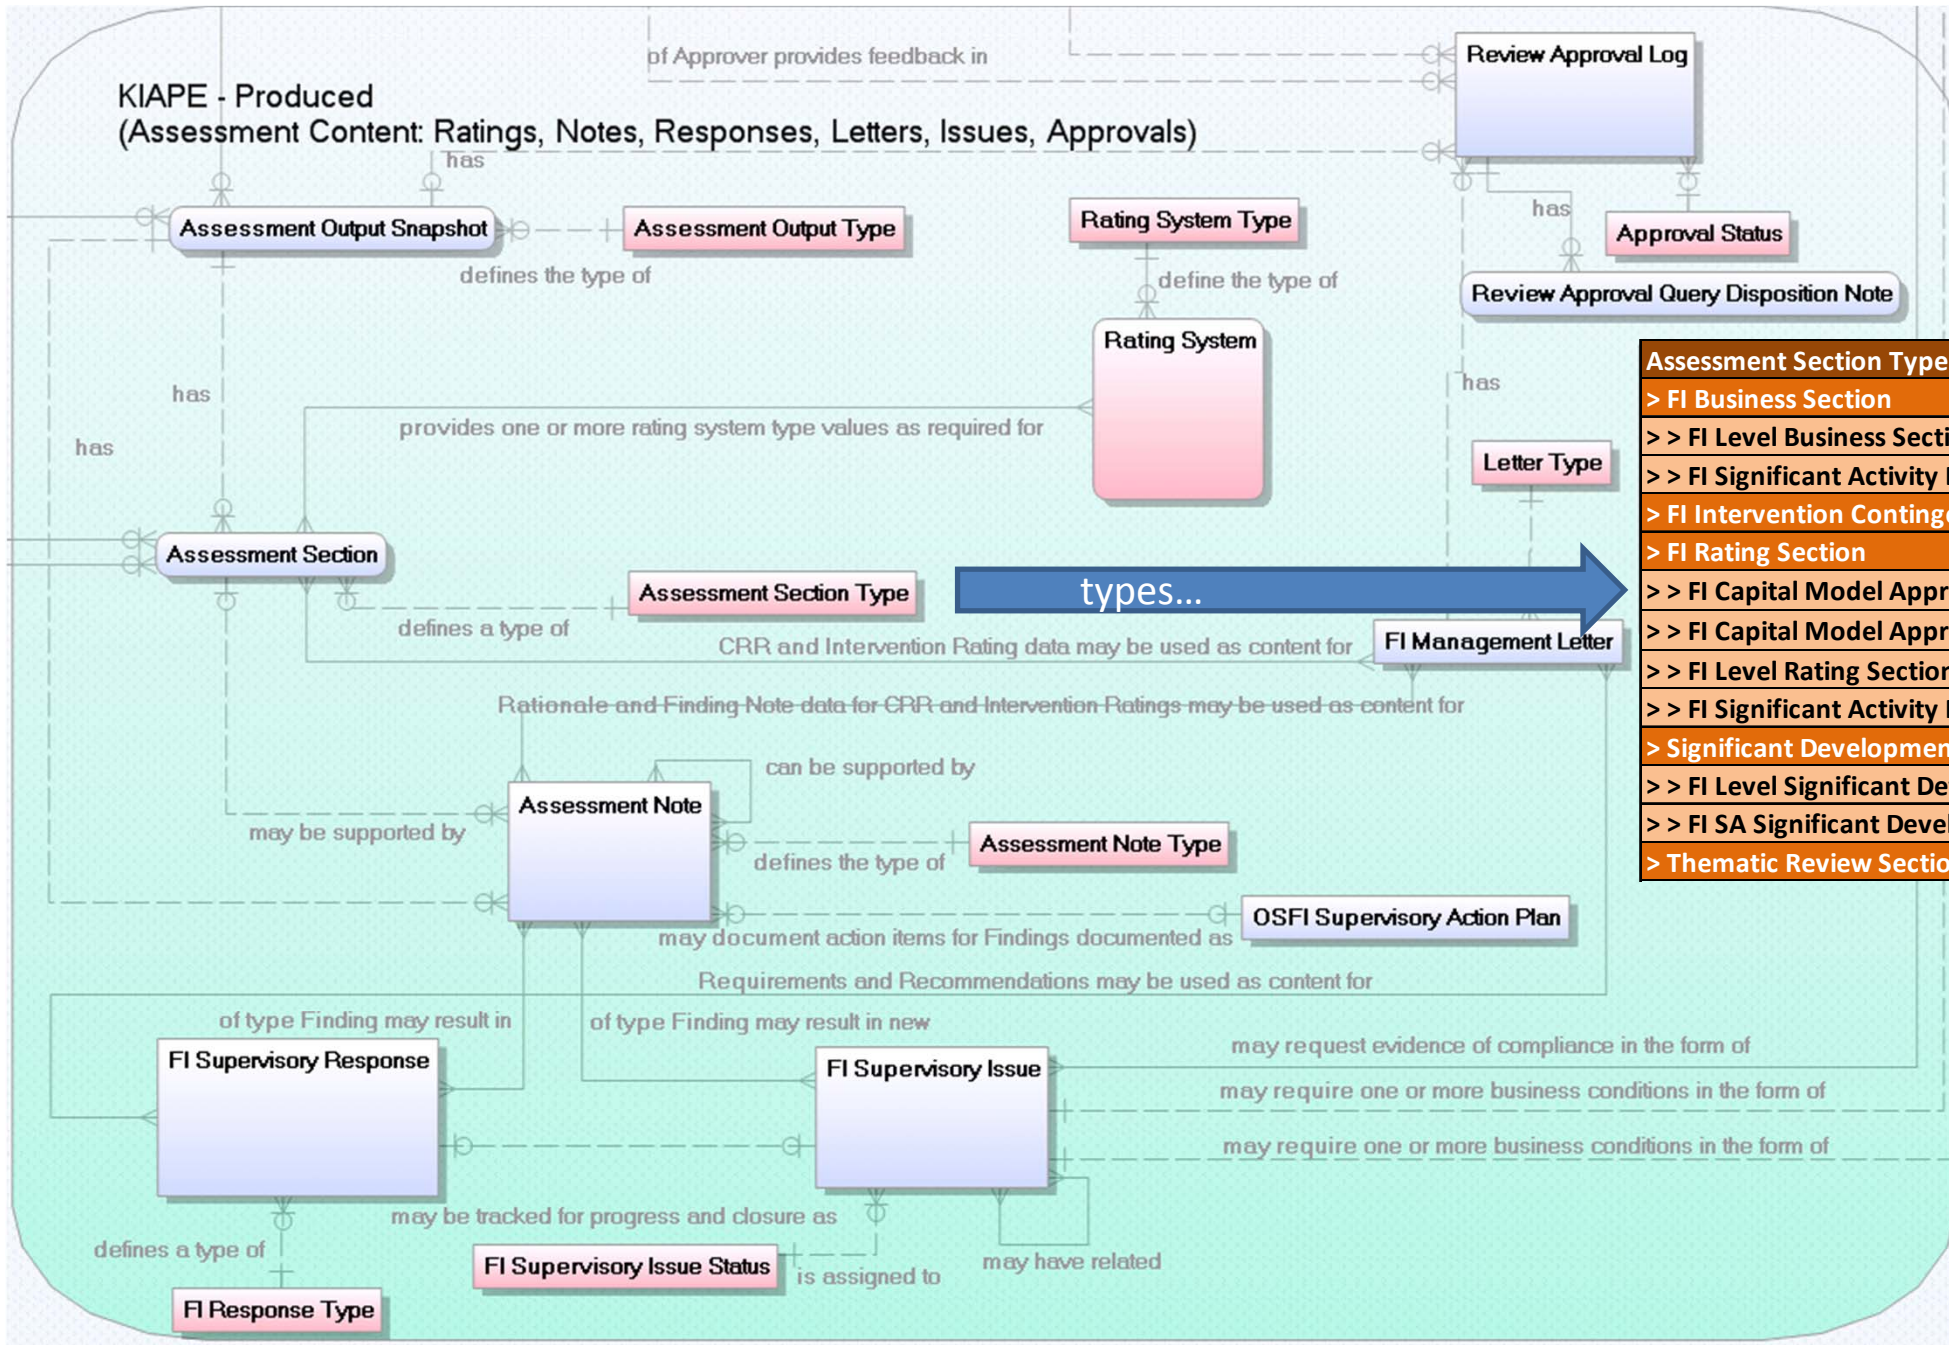 of Approver provides feedback in
Review Approval Log
KIAPE - Produced
(Assessment Content: Ratings, Notes, Responses, Letters, Issues, Approvals)
has
Assessment Output Snapshot
Assessment Output Type
Rating System Type
has
Approval Status
defines the type of
define the type of
Review Approval Query Disposition Note
Rating System
Assessment Section Type
has
has
> FI Business Section
provides one or more rating system type values as required for
has
> > FI Level Business Secti
Letter Type
> > FI Significant Activity
> FI Intervention Continge
Assessment Section
> FI Rating Section
Assessment Section Type
types...
> > FI Capital Model Appr
defines a type of
> > FI Capital Model Appr
CRR and Intervention Rating data may be used as content for
FI Management Letter
> > FI Level Rating Section
Rationale and Finding Note data for CRR and Intervention Ratings may be used as content for
> > FI Significant Activity
> Significant Developmen
can be supported by
> > FI Level Significant De
Assessment Note
> > FI SA Significant Devel
may be supported by
Assessment Note Type
defines the type of
> Thematic Review Sectio
OSFI Supervisory Action Plan
may document action items for Findings documented as
Requirements and Recommendations may be used as content for
of type Finding may result in
of type Finding may result in new
FI Supervisory Response
FI Supervisory Issue
may request evidence of compliance in the form of
may require one or more business conditions in the form of
may require one or more business conditions in the form of
may be tracked for progress and closure as
defines a type of
FI Supervisory Issue Status
is assigned to
may have related
FI Response Type